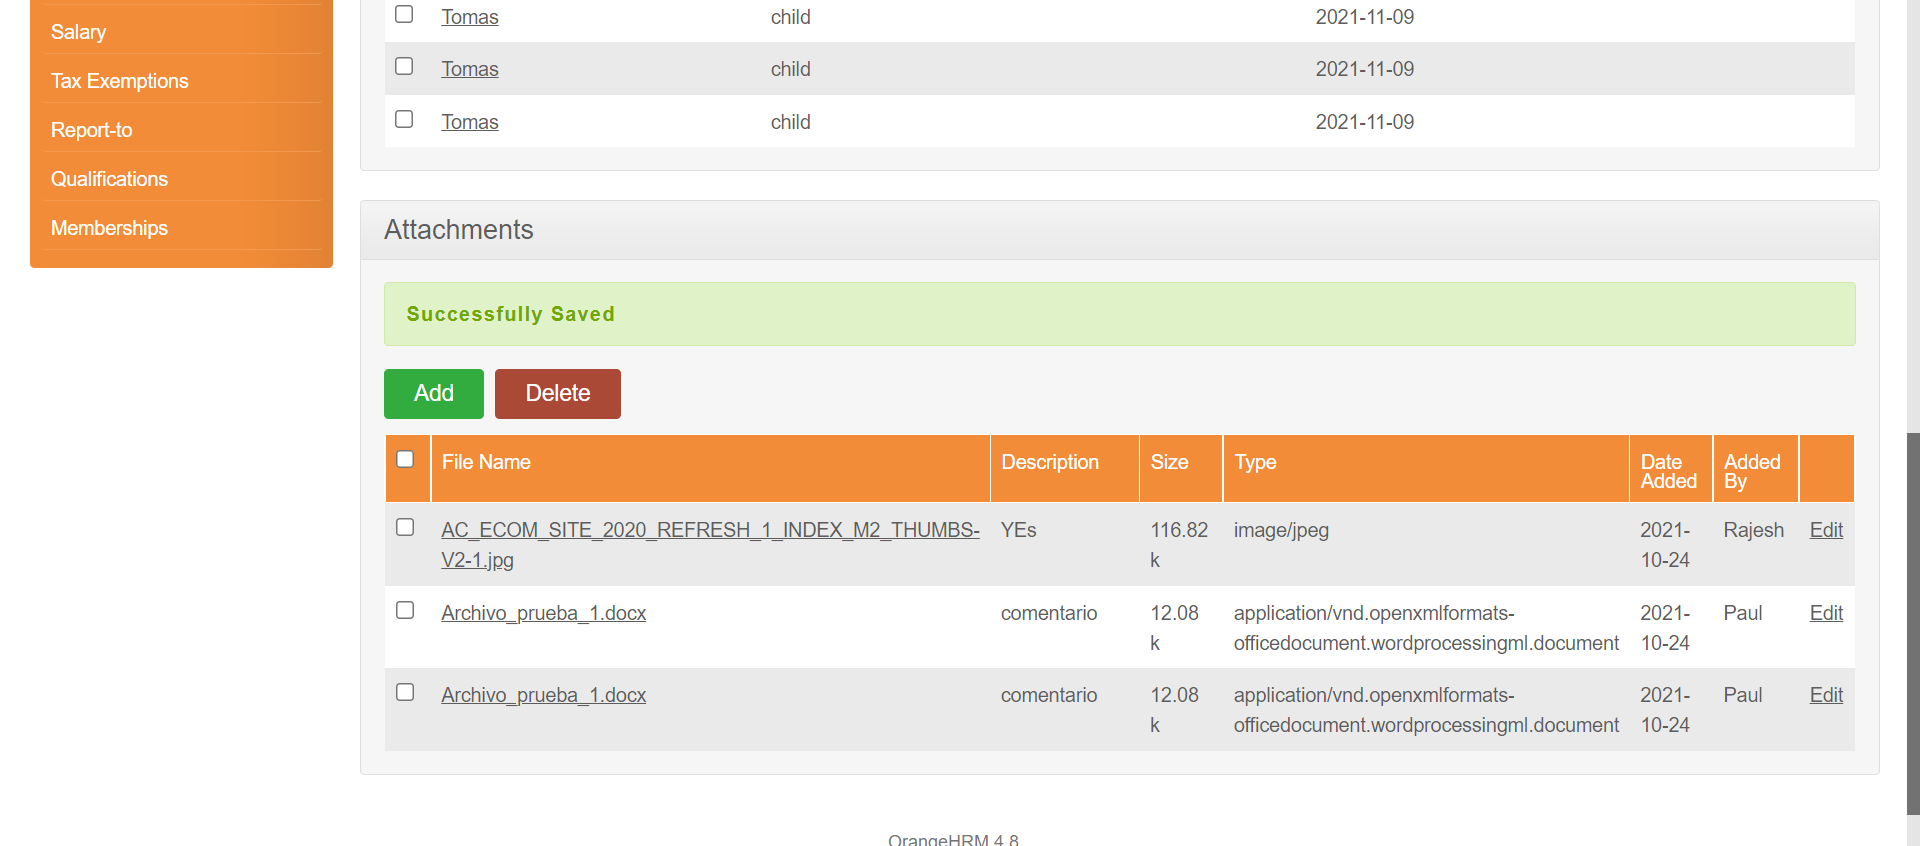 Salary
Tax Exemptions
Report-to
Qualifications
Memberships
Tomas child 2021-11-09
Tomas child 2021-11-09
Tomas child 2021-11-09
Attachments
Successfully Saved
Add Delete
File Name Description Size Type Date Added Added By
AC_ECOM_SITE_2020_REFRESH_1_INDEX_M2_THUMBS- YEs 116.82 image/jpeg 2021- Rajesh Edit
V2-1.jpg k 10-24
Archivo_prueba_1.docx comentario 12.08 application/vnd.openxmlformats- 2021- Paul Edit
k officedocument.wordprocessingml.document 10-24
Archivo_prueba_1.docx comentario 12.08 application/vnd.openxmlformats- 2021- Paul Edit
k officedocument.wordprocessingml.document 10-24
OrangeHRM 4.8